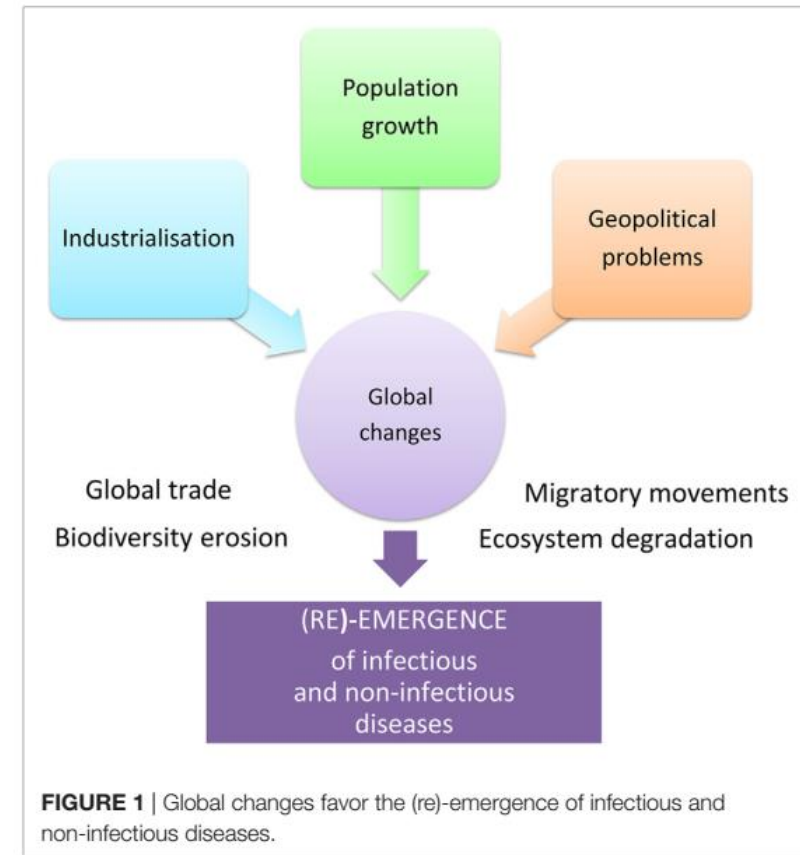 Population
growth
Industrialisation
Geopolitical
problems
Global
changes
Global trade
Biodiversity erosion
Migratory movements
Ecosystem degradation
(RE)-EMERGENCE
of infectious
and non-infectious
diseases
FIGURE 1 | Global changes favor the (re)-emergence of infectious and
non-infectious diseases.